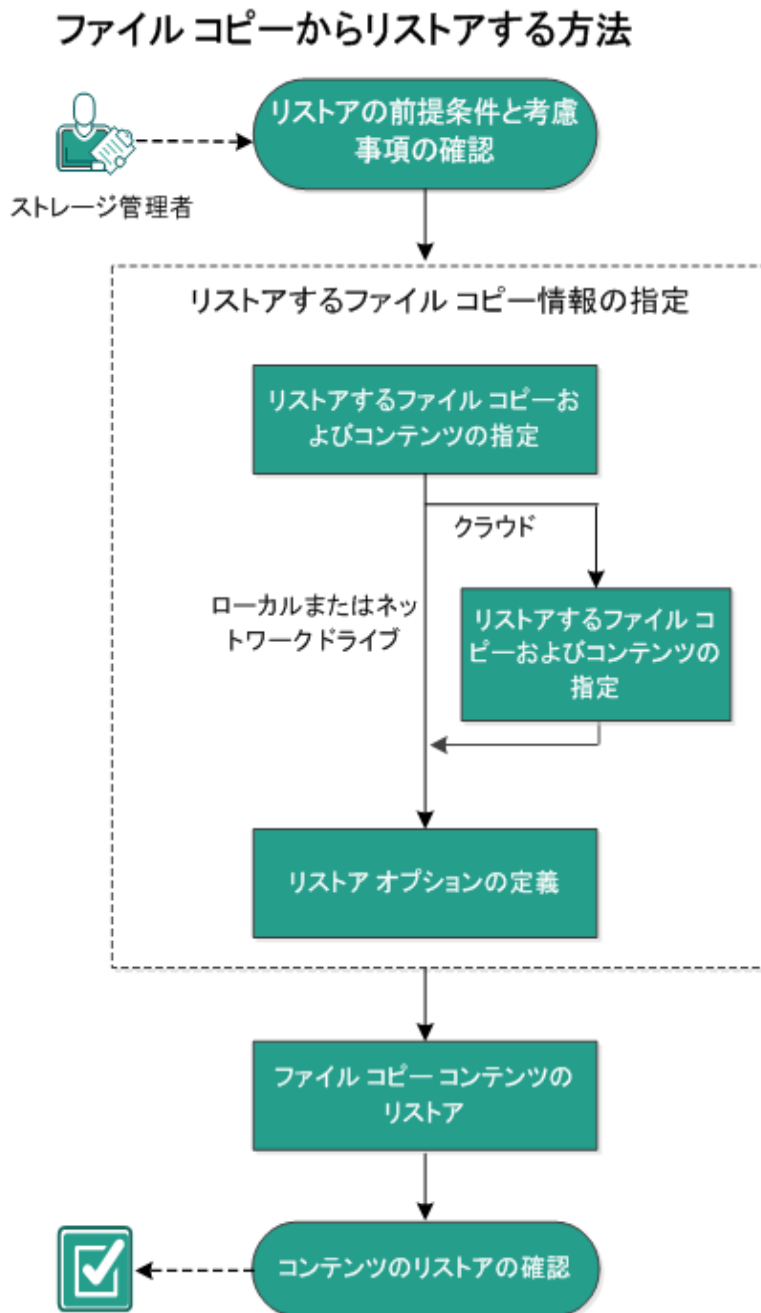 ファイル コピーからリストアする方法
リストアの前提条件と考慮
事項の確認
ストレージ管理者
リストアするファイル コピー情報の指定
リストアするファイル コピーお
よびコンテンツの指定
クラウド
ローカルまたはネッ
トワークドライブ
リストアするファイル コ
ピーおよびコンテンツの
指定
リストア オプションの定義
ファイル コピー コンテンツの
リストア
コンテンツのリストアの確認